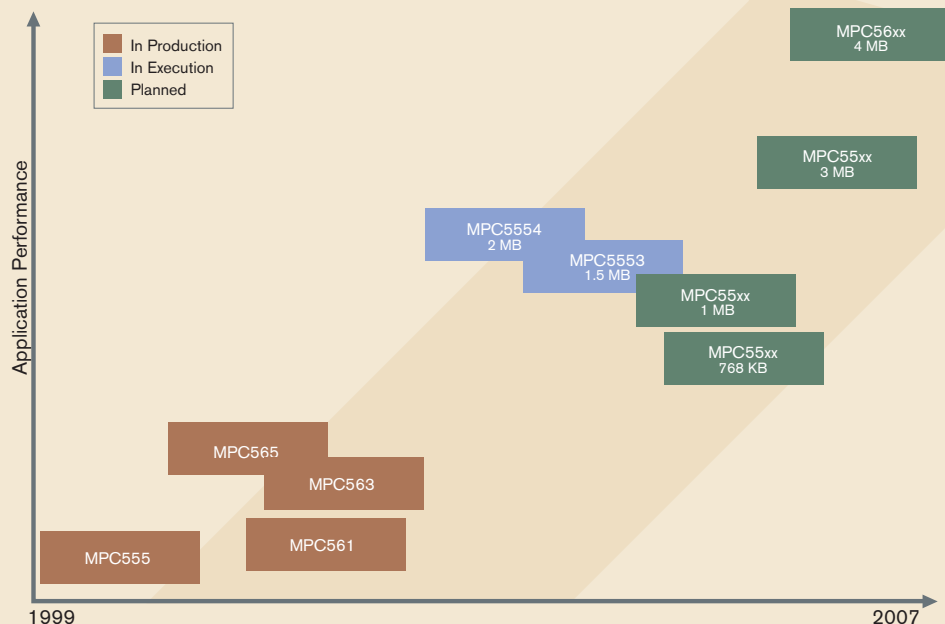 In Production
In Execution
Planned
Application Performance
MPC56xx
4 MB
MPC55xx
3 MB
MPC5554
2 MB
MPC5553
1.5 MB
MPC55xx
1 MB
MPC55xx
768 KB
MPC565
MPC563
MPC561
MPC555
1999
2007